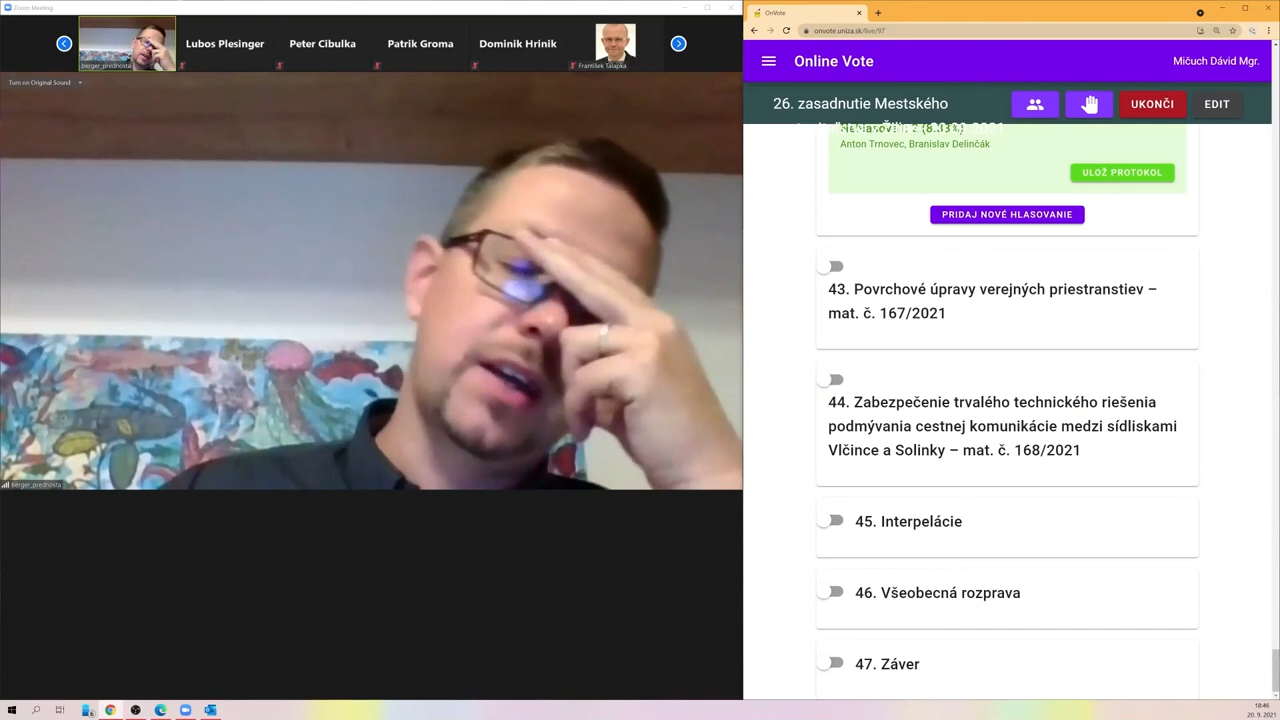 Zoom Meeting
Lubos Plesinger
Peter Cibulka
Patrik Groma
Dominik Hrinik
Berger_prednosta
František Talapka
Turn on Original Sound
Berger_prednosta
OnVote
onvote.uniza.sk/live/97
Online Vote
Mičuch Dávid Mgr.
26. zasadnutie Mestského
UKONČI
EDIT
Anton Trnovec, Branislav Delinčák
ULOŽ PROTOKOL
PRIDAJ NOVÉ HLASOVANIE
43. Povrchové úpravy verejných priestranstiev –
mat. č. 167/2021
44. Zabezpečenie trvalého technického riešenia
podmývania cestnej komunikácie medzi sídliskami
Vlčince a Solinky – mat. č. 168/2021
45. Interpelácie
46. Všeobecná rozprava
47. Záver
18:46
20. 9. 2021